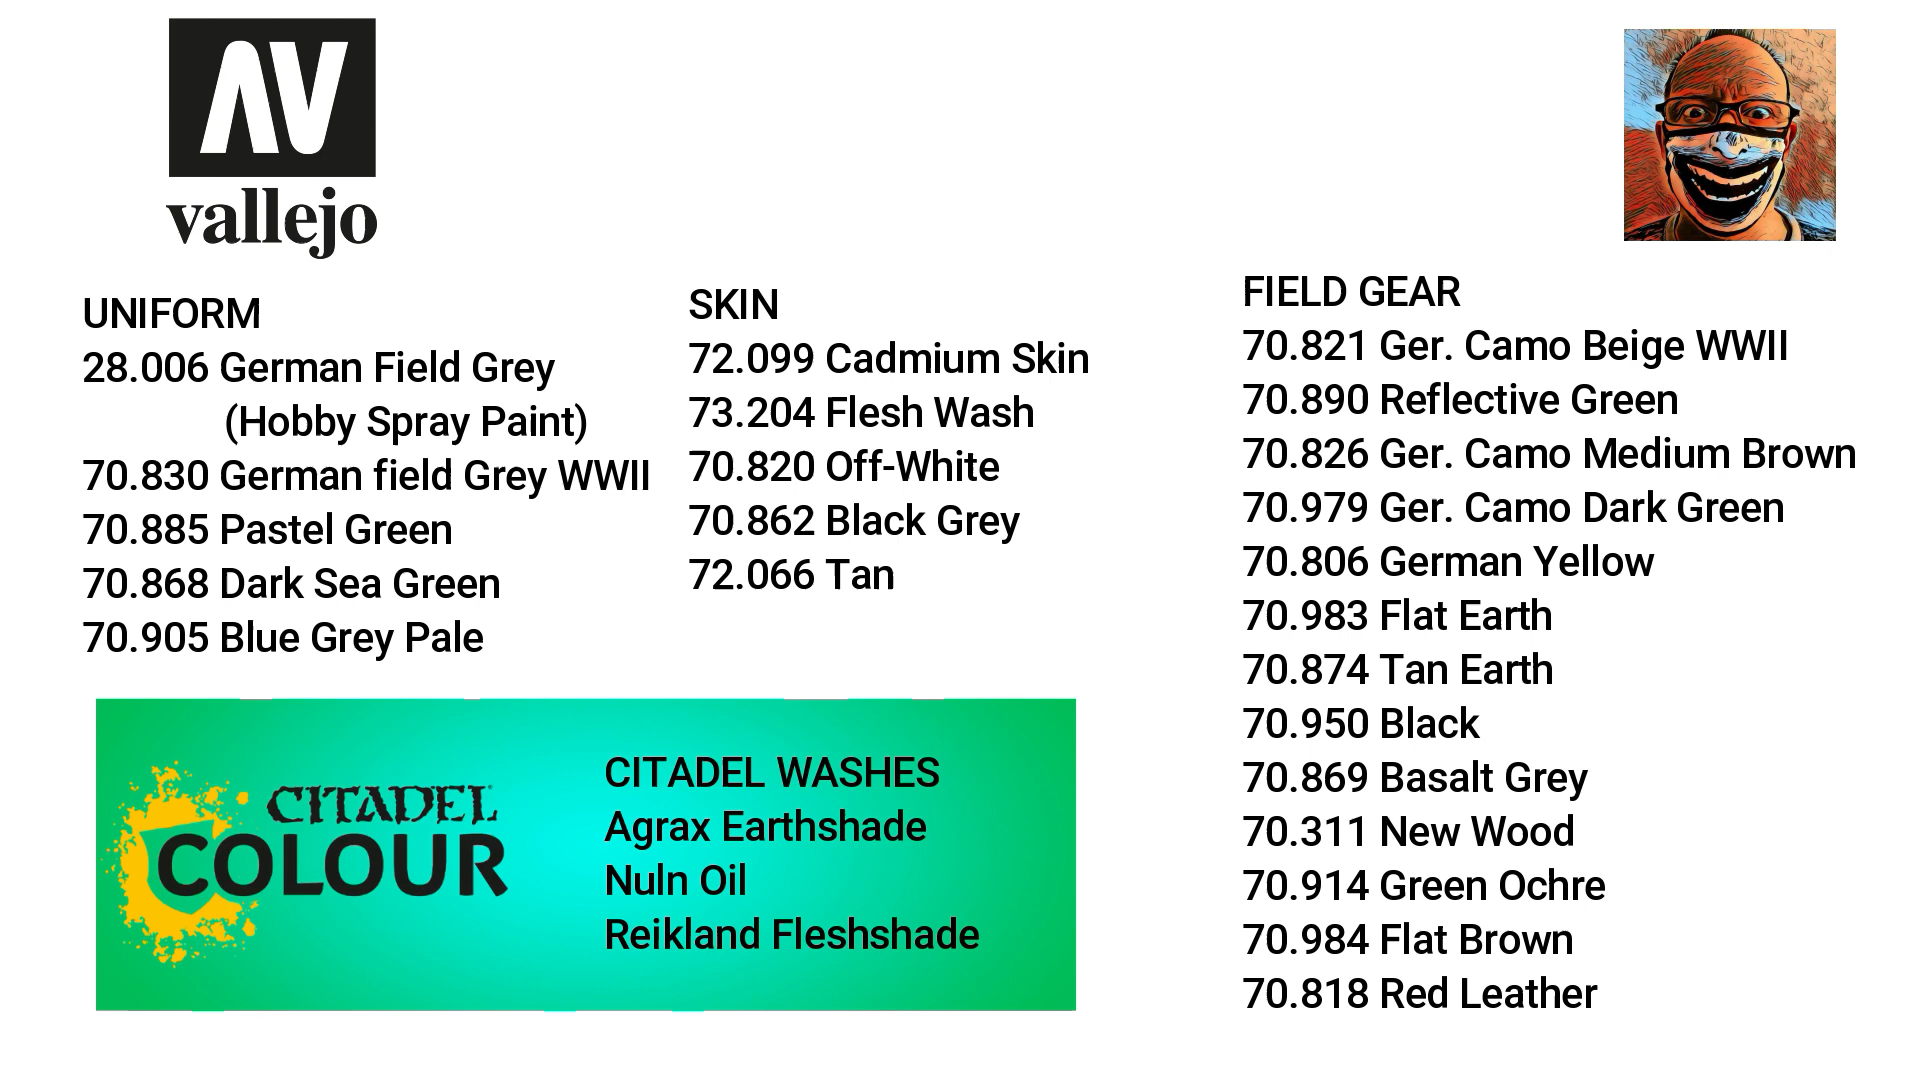 AV
vallejo
UNIFORM
28.006 German Field Grey
(Hobby Spray Paint)
70.830 German field Grey WWII
70.885 Pastel Green
70.868 Dark Sea Green
70.905 Blue Grey Pale
SKIN
72.099 Cadmium Skin
73.204 Flesh Wash
70.820 Off-White
70.862 Black Grey
72.066 Tan
FIELD GEAR
70.821 Ger. Camo Beige WWII
70.890 Reflective Green
70.826 Ger. Camo Medium Brown
70.979 Ger. Camo Dark Green
70.806 German Yellow
70.983 Flat Earth
70.874 Tan Earth
70.950 Black
70.869 Basalt Grey
70.311 New Wood
70.914 Green Ochre
70.984 Flat Brown
70.818 Red Leather
CITADEL
COLOUR
CITADEL WASHES
Agrax Earthshade
Nuln Oil
Reikland Fleshshade